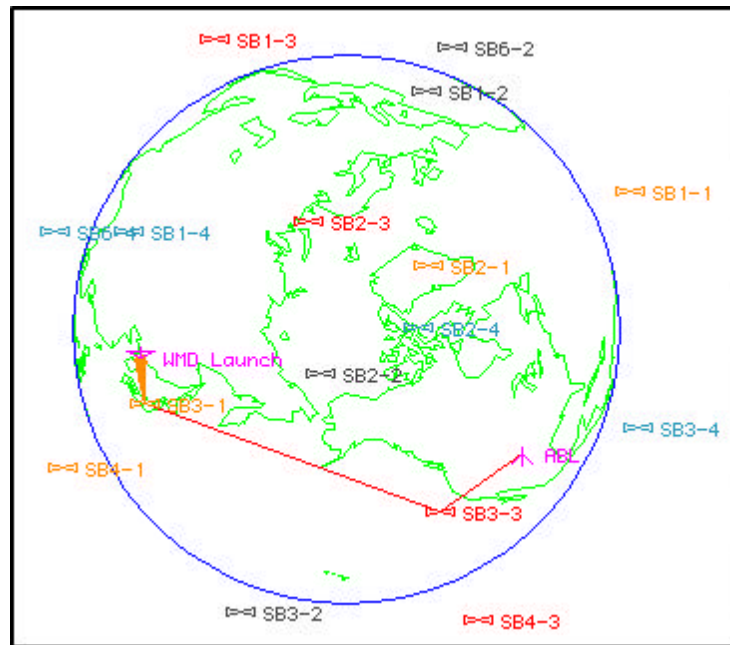 SB1-3
SB6-2
SB1-2
SB1-1
SB2-3
SB6-4 SB1-4
SB2-1
SB2-4
WMD Launch
SB2-2
SB3-1
SB3-4
ABL
SB4-1
SB3-3
SB3-2
SB4-3